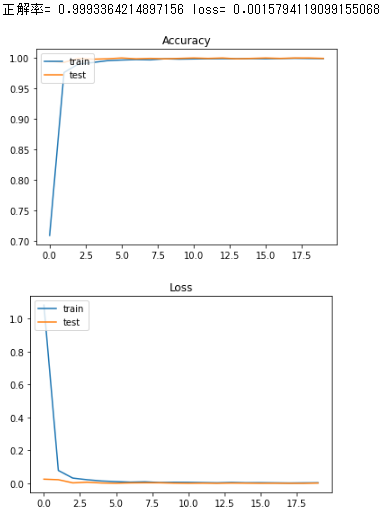 正解率= 0.9993364214897156 loss= 0.0015794119099155068
Accuracy
train
test
1.00
0.95
0.90
0.85
0.80
0.75
0.70
0.0 2.5 5.0 7.5 10.0 12.5 15.0 17.5
Loss
train
test
1.0
0.8
0.6
0.4
0.2
0.0
0.0 2.5 5.0 7.5 10.0 12.5 15.0 17.5